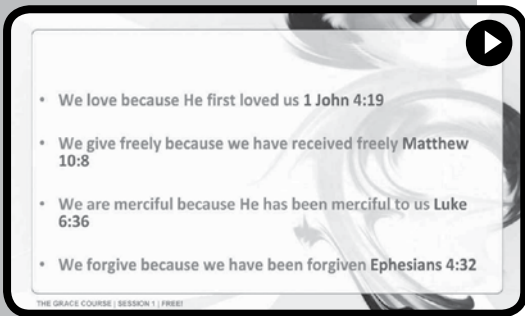 • We love because He first loved us 1 John 4:19
• We give freely because we have received freely Matthew
10:8
• We are merciful because He has been merciful to us Luke
6:36
• We forgive because we have been forgiven Ephesians 4:32
THE GRACE COURSE | SESSION 1 | FREE!